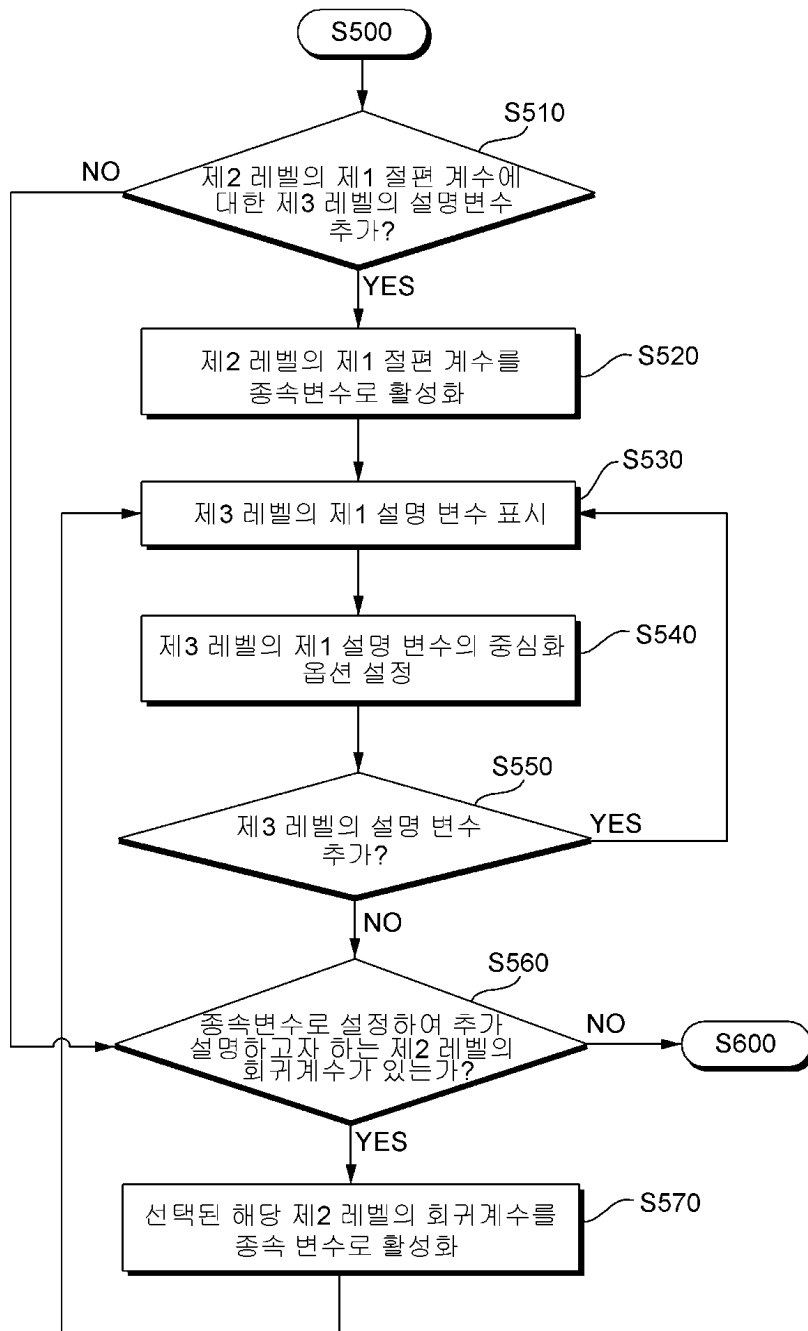 S500
S510
NO
제2 레벨의 제1 절편 계수에
대한 제3 레벨의 설명변수
추가?
YES
제2 레벨의 제1 절편 계수를
종속변수로 활성화
S520
S530
제3 레벨의 제1 설명 변수 표시
제3 레벨의 제1 설명 변수의 중심화
옵션 설정
S540
S550
제3 레벨의 설명 변수
추가?
YES
NO
S560
종속변수로 설정하여 추가
설명하고자 하는 제2 레벨의
회귀계수가 있는가?
NO
S600
YES
선택된 해당 제2 레벨의 회귀계수를
종속 변수로 활성화
S570